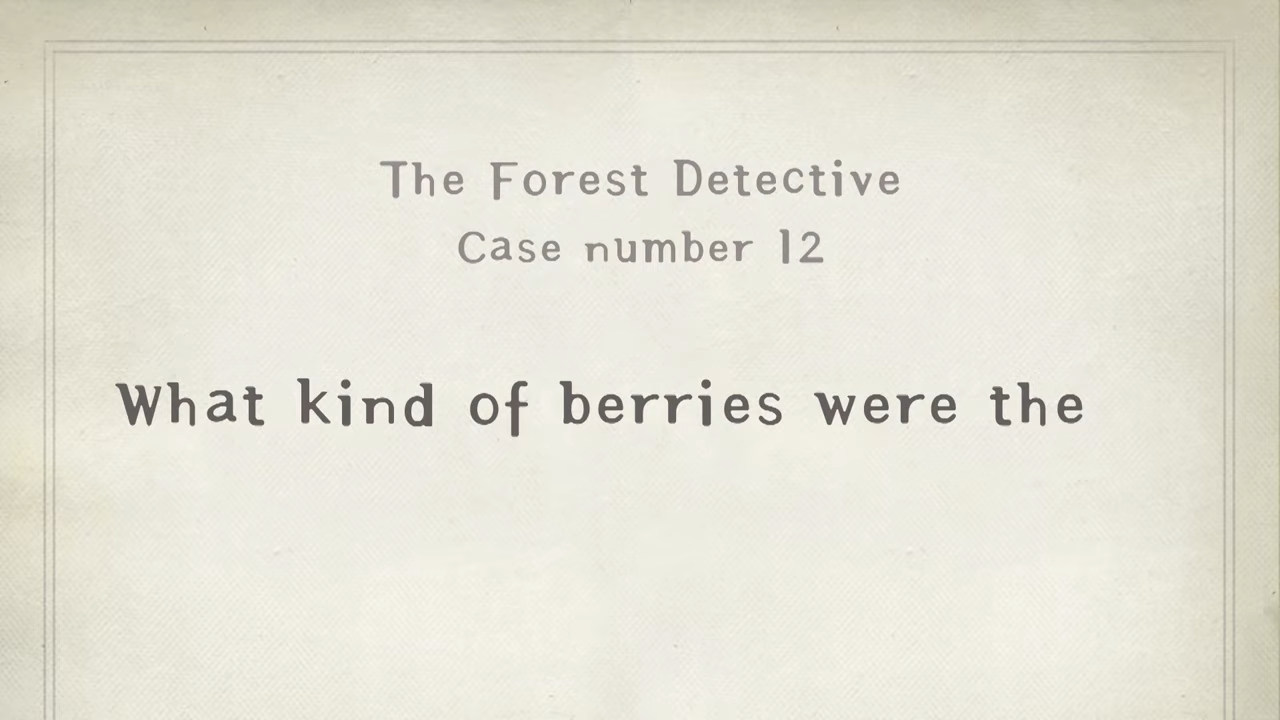 The Forest Detective
Case number 12
What kind of berries were the